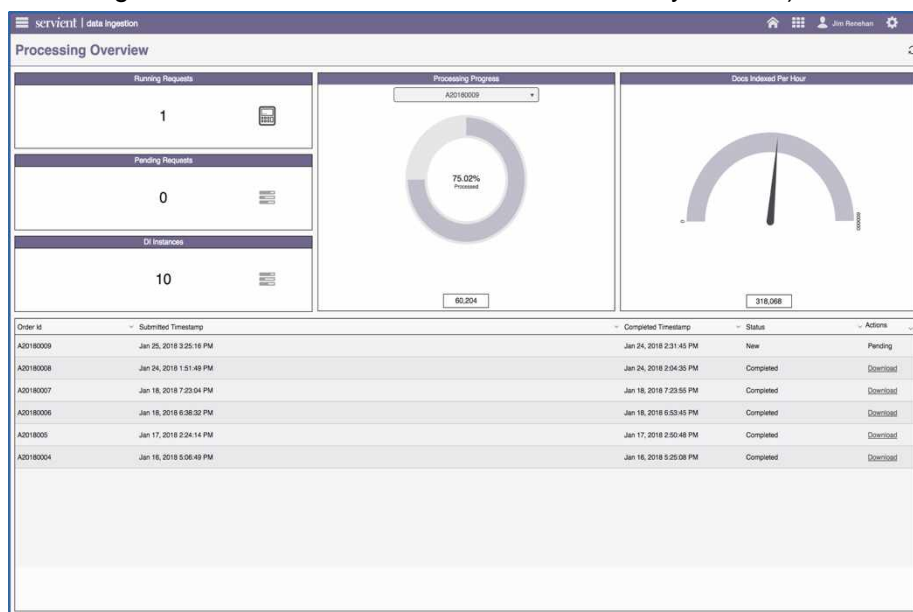 servient | data ingestion
Jim Renehan
Processing Overview
Running Requests
1
Pending Requests
0
DI Instances
10
Processing Progress
A20180009
75.02%
Processed
60,204
Docs Indexed Per Hour
0
600000
318,068
Order Id Submitted Timestamp Completed Timestamp Status Actions
A20180009 Jan 25, 2018 3:25:16 PM Jan 24, 2018 2:31:45 PM New Pending
A20180008 Jan 24, 2018 1:51:49 PM Jan 24, 2018 2:04:35 PM Completed Download
A20180007 Jan 18, 2018 7:23:04 PM Jan 18, 2018 7:23:55 PM Completed Download
A20180006 Jan 18, 2018 6:38:32 PM Jan 18, 2018 6:53:45 PM Completed Download
A2018005 Jan 17, 2018 2:24:14 PM Jan 17, 2018 2:50:48 PM Completed Download
A20180004 Jan 16, 2018 5:06:49 PM Jan 16, 2018 5:25:08 PM Completed Download